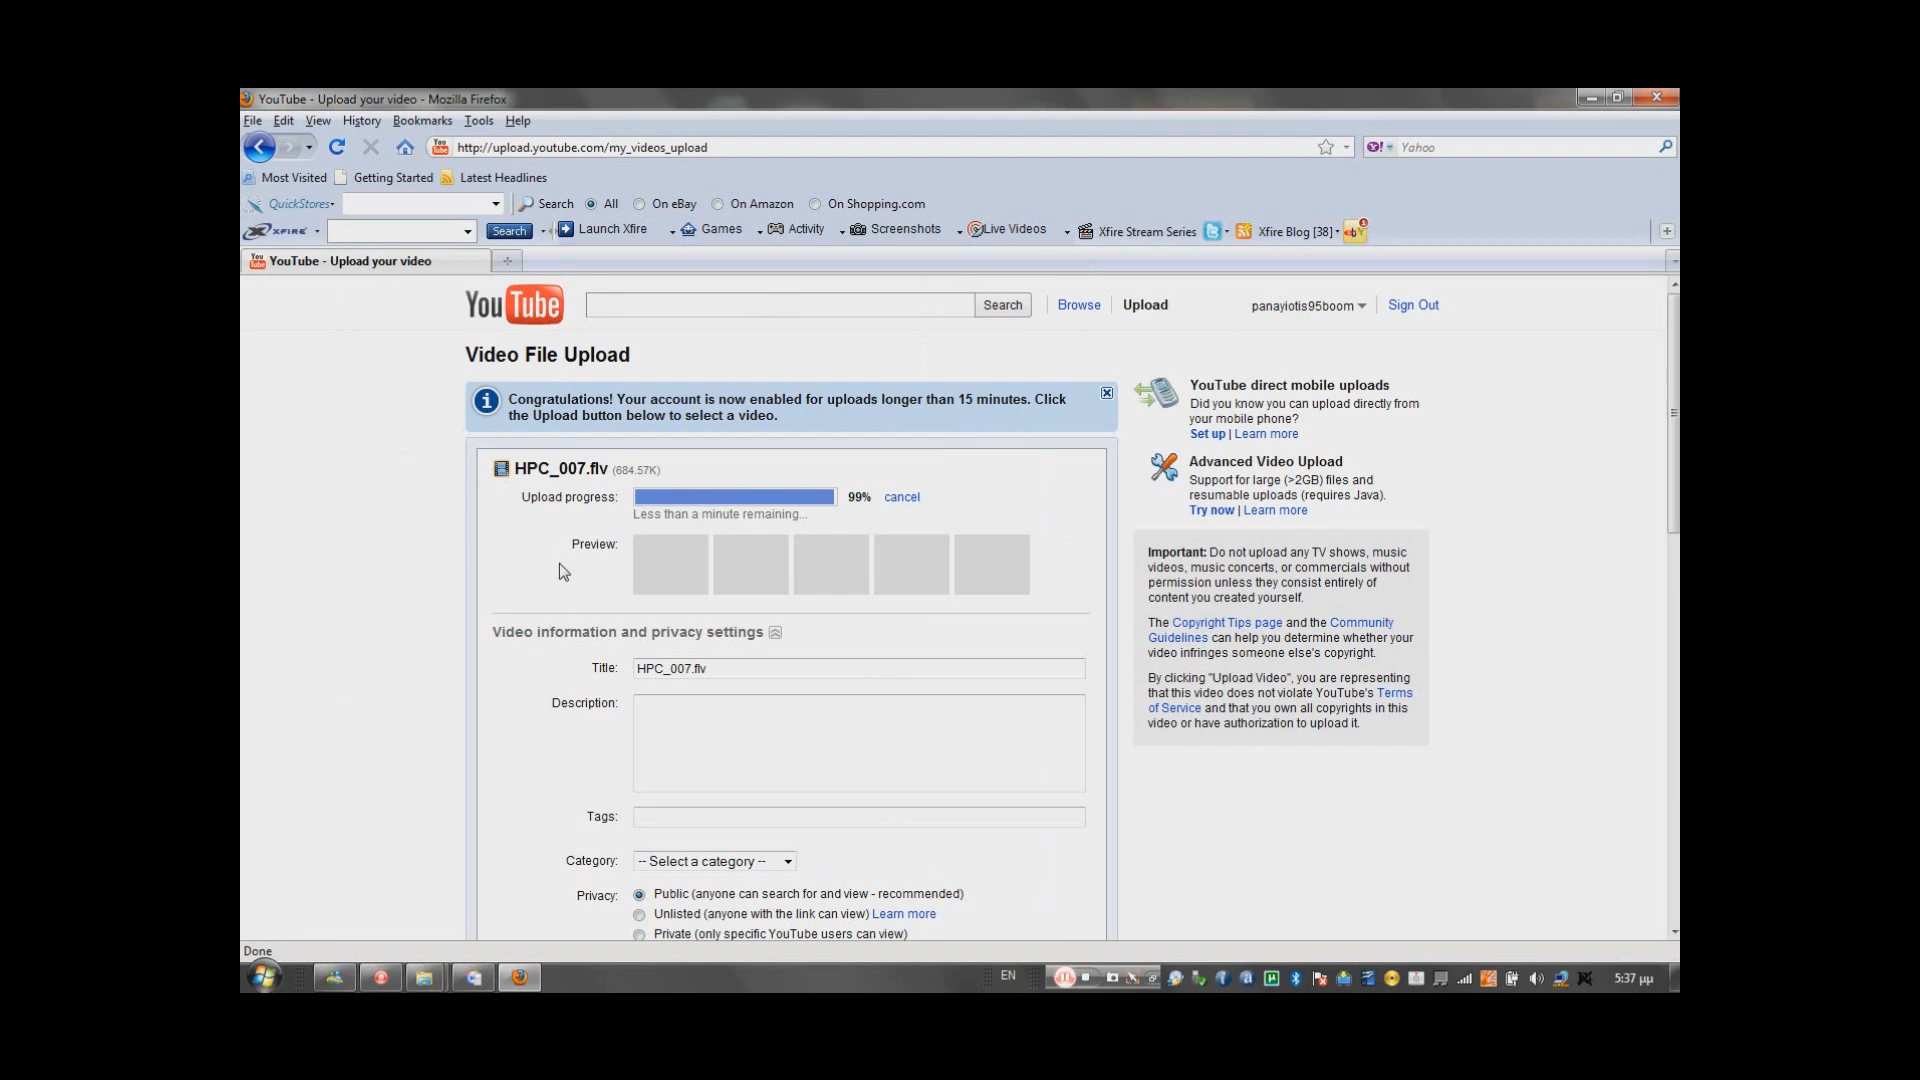 YouTube - Upload your video - Mozilla Firefox
File Edit View History Bookmarks Tools Help
You Tube http://upload.youtube.com/my_videos_upload Y! Yahoo
Most Visited Getting Started Latest Headlines
QuickStores Search All On eBay On Amazon On Shopping.com
XFIRE Search Launch Xfire Games Activity Screenshots Live Videos Xfire Stream Series Xfire Blog [38] ebY 1
You Tube YouTube - Upload your video
YouTube Search Browse Upload panayiotis95boom Sign Out
Video File Upload
Congratulations! Your account is now enabled for uploads longer than 15 minutes. Click
the Upload button below to select a video.
HPC_007.flv (684.57K)
Upload progress: 99% cancel
Less than a minute remaining...
Preview:
Video information and privacy settings
Title: HPC_007.flv
Description:
Tags:
Category: -- Select a category --
Privacy: Public (anyone can search for and view - recommended)
Unlisted (anyone with the link can view) Learn more
Private (only specific YouTube users can view)
YouTube direct mobile uploads
Did you know you can upload directly from
your mobile phone?
Set up | Learn more
Advanced Video Upload
Support for large (>2GB) files and
resumable uploads (requires Java).
Try now | Learn more
Important: Do not upload any TV shows, music
videos, music concerts, or commercials without
permission unless they consist entirely of
content you created yourself.
The Copyright Tips page and the Community
Guidelines can help you determine whether your
video infringes someone else's copyright.
By clicking "Upload Video", you are representing
that this video does not violate YouTube's Terms
of Service and that you own all copyrights in this
video or have authorization to upload it.
Done
EN 5:37 μμ